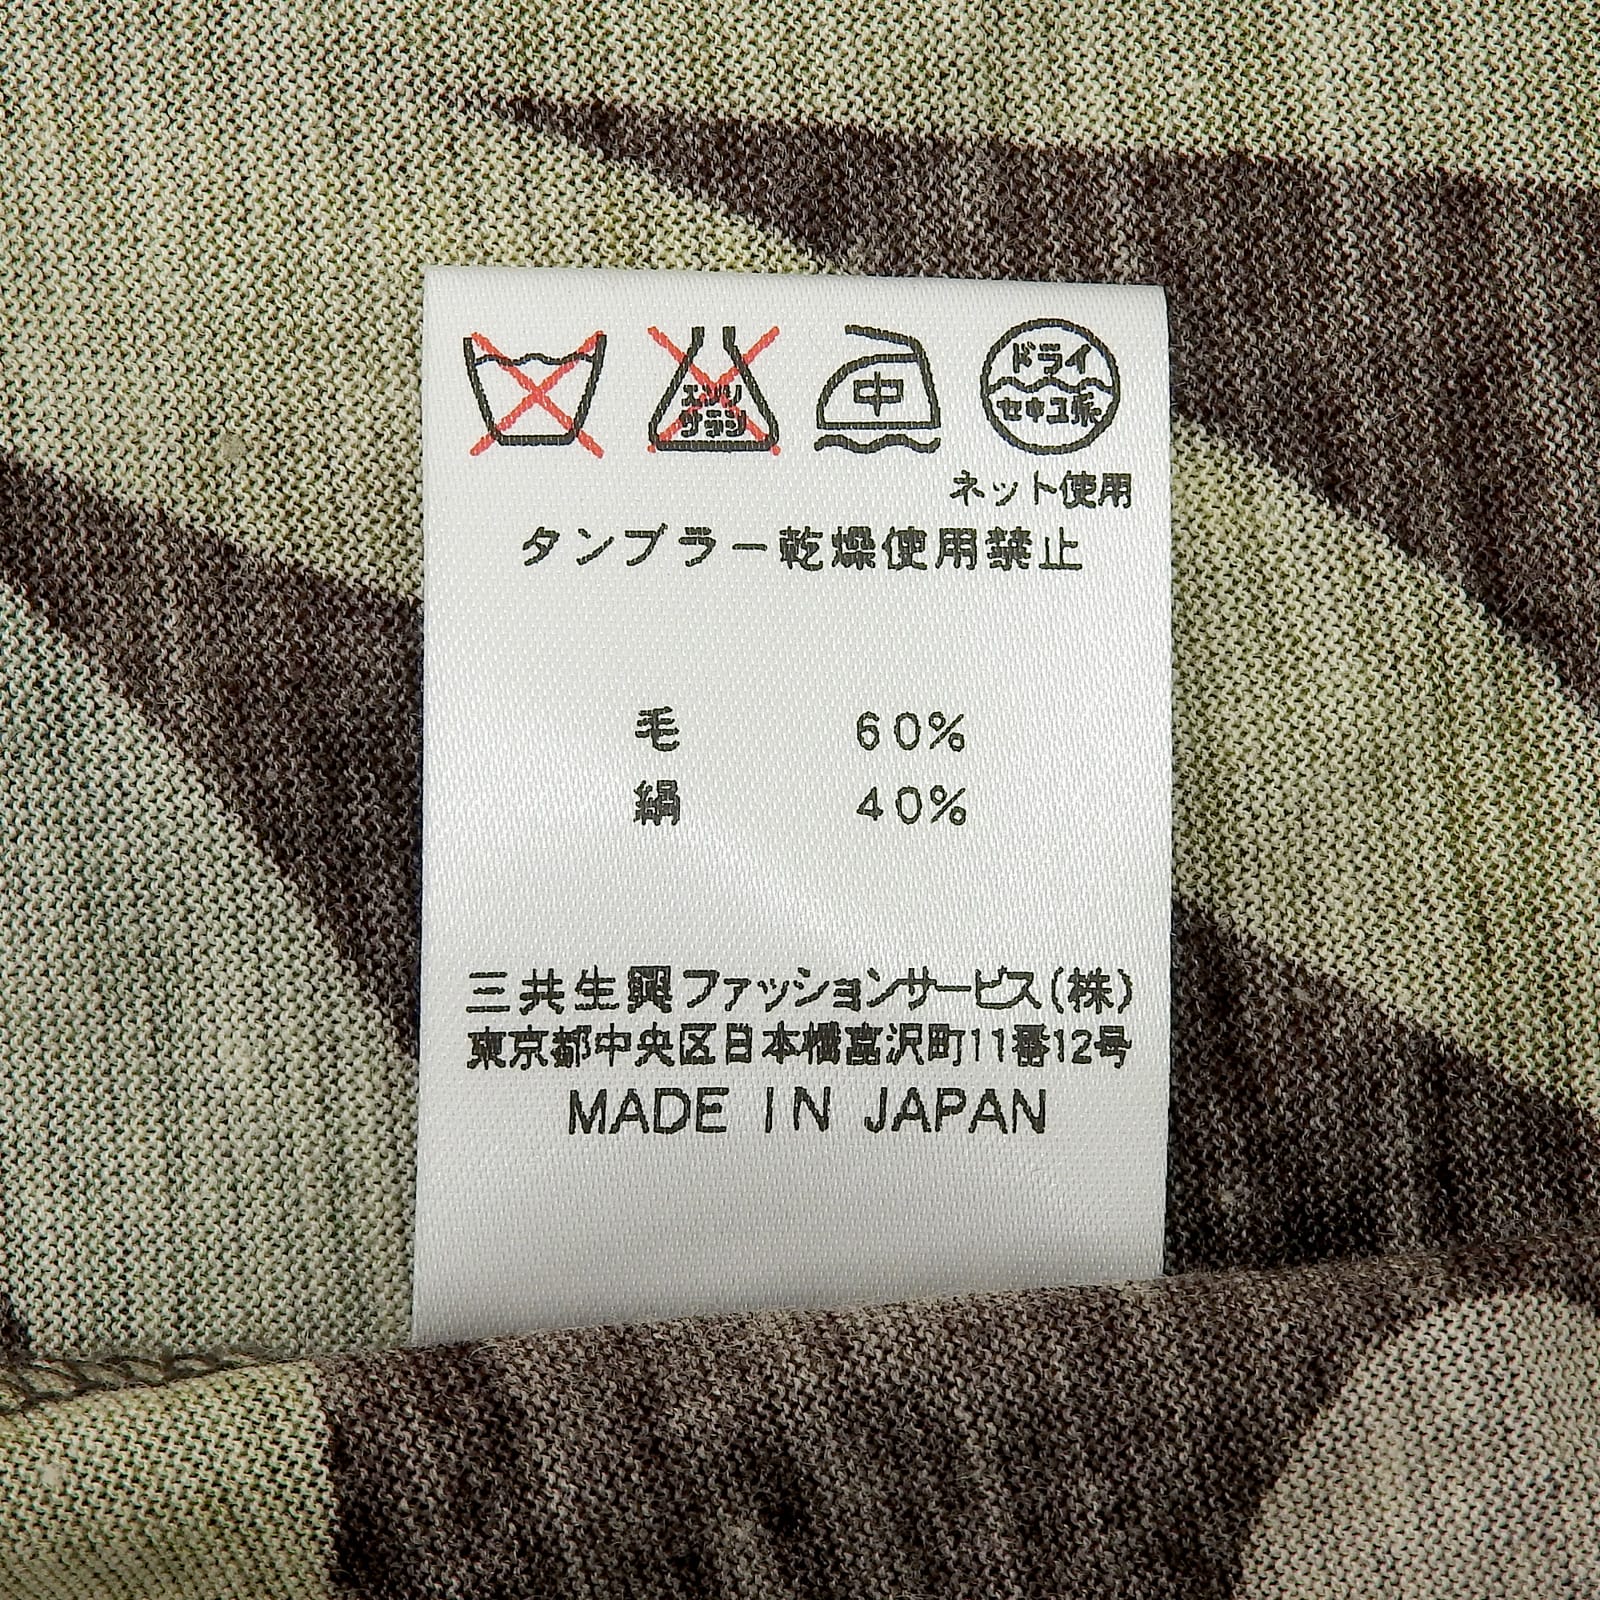 エンソ サラシ 中 ドライ セキユ系
ネット使用
タンブラー乾燥使用禁止
毛 60%
絹 40%
三共生興ファッションサービス(株)
東京都中央区日本橋富沢町11番12号
MADE IN JAPAN